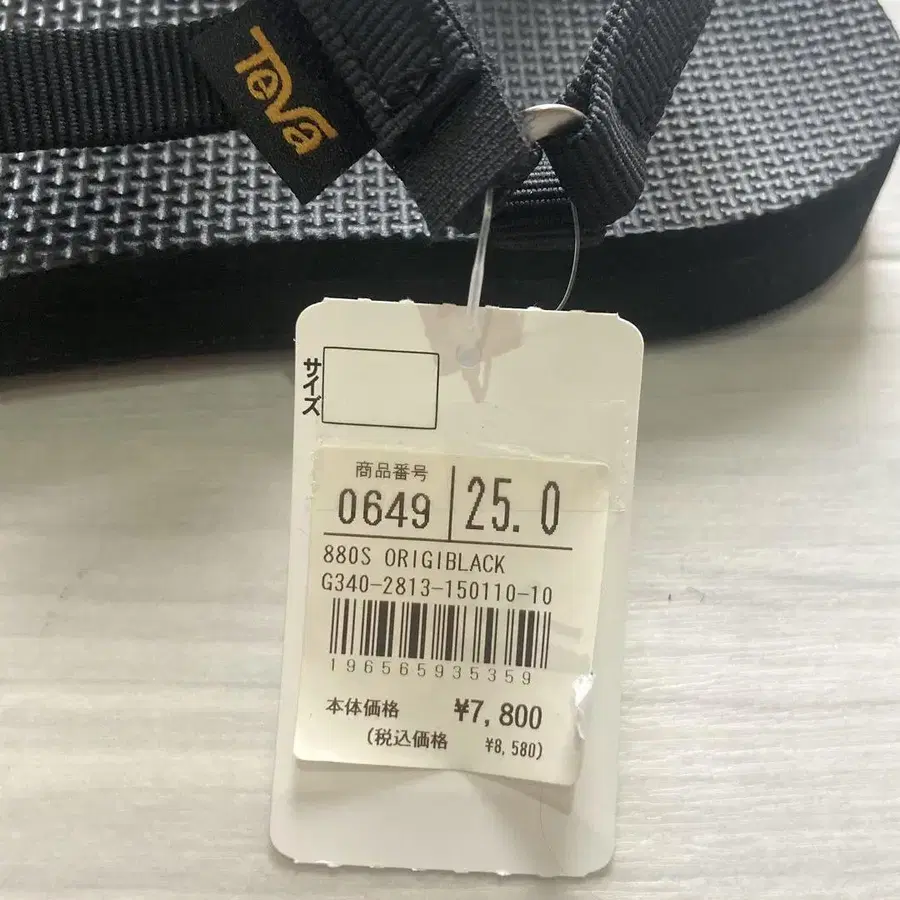 Teva
サイズ
商品番号
0649 25.0
880S ORIGIBLACK
G340-2813-150110-10
196565935359
本体価格 ¥7,800
(税込価格 ¥8,580)